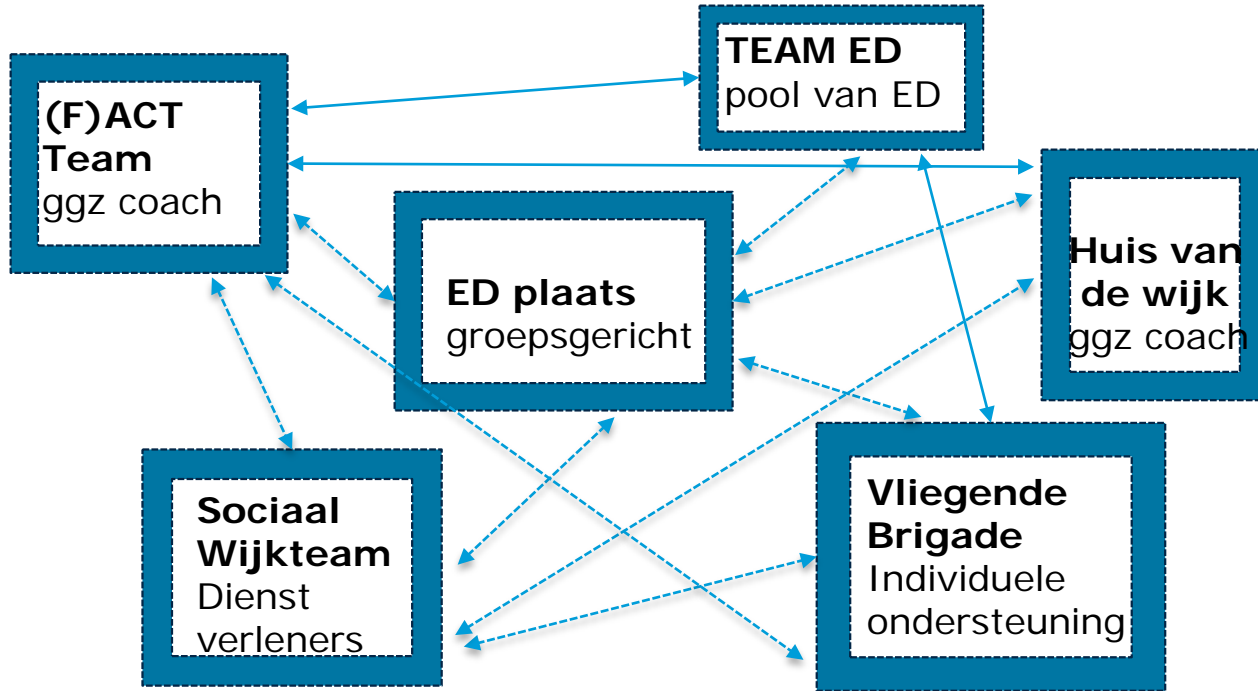 TEAM ED
pool van ED
(F)ACT
Team
ggz coach
Huis van
de wijk
ggz coach
ED plaats
groepsgericht
Sociaal
Wijkteam
Dienst
verleners
Vliegende
Brigade
Individuele
ondersteuning